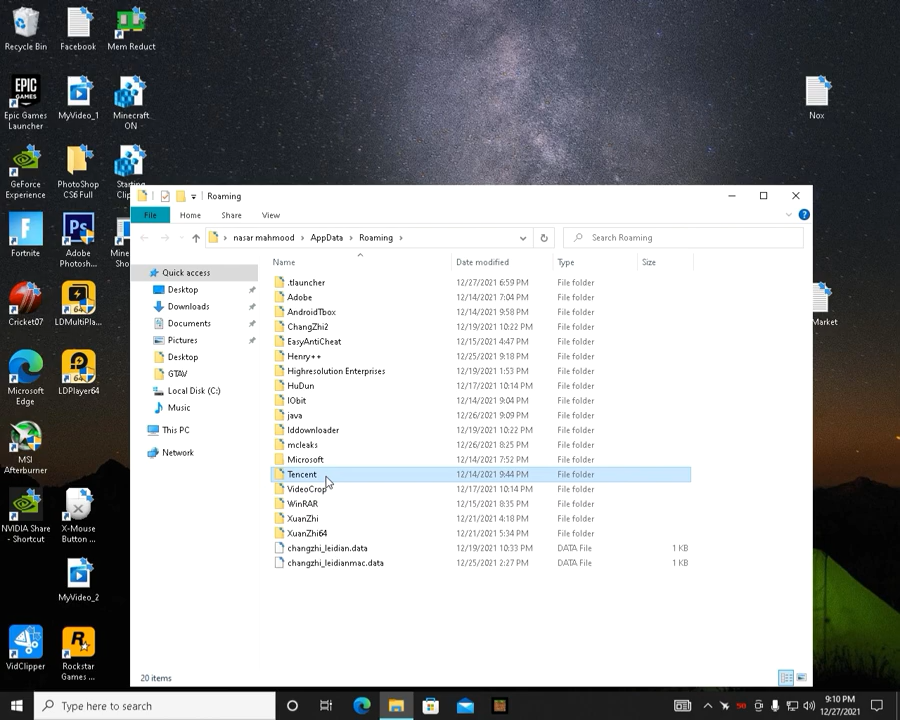 Recycle Bin
Facebook
Mem Reduct
EPIC
GAMES
Epic Games
Launcher
MyVideo_1
Minecraft
ON
Nox
GeForce
Experience
PhotoShop
CS6 Full
Starting
Clip
Fortnite
Adobe
Photosh...
Cricket07
LDMultiPla...
Market
Microsoft
Edge
LDPlayer64
MSI
Afterburner
NVIDIA Share
- Shortcut
X-Mouse
Button ...
MyVideo_2
VidClipper
Rockstar
Games ...
Roaming
File
Home
Share
View
nasar mahmood
AppData
Roaming
Search Roaming
Quick access
Desktop
Downloads
Documents
Pictures
Desktop
GTAV
Local Disk (C:)
Music
This PC
Network
Name Date modified Type Size
.tlauncher 12/27/2021 6:59 PM File folder
Adobe 12/14/2021 7:04 PM File folder
AndroidTbox 12/14/2021 9:58 PM File folder
ChangZhi2 12/19/2021 10:22 PM File folder
EasyAntiCheat 12/15/2021 4:47 PM File folder
Henry++ 12/25/2021 9:18 PM File folder
Highresolution Enterprises 12/19/2021 1:53 PM File folder
HuDun 12/17/2021 10:14 PM File folder
IObit 12/14/2021 9:04 PM File folder
java 12/26/2021 9:09 PM File folder
lddownloader 12/19/2021 10:22 PM File folder
mcleaks 12/26/2021 8:25 PM File folder
Microsoft 12/14/2021 7:52 PM File folder
Tencent 12/14/2021 9:44 PM File folder
VideoCrop 12/17/2021 10:14 PM File folder
WinRAR 12/15/2021 8:35 PM File folder
XuanZhi 12/21/2021 4:18 PM File folder
XuanZhi64 12/21/2021 5:34 PM File folder
changzhi_leidian.data 12/19/2021 10:33 PM DATA File 1 KB
changzhi_leidianmac.data 12/25/2021 2:27 PM DATA File 1 KB
20 items
Type here to search
9:10 PM
12/27/2021